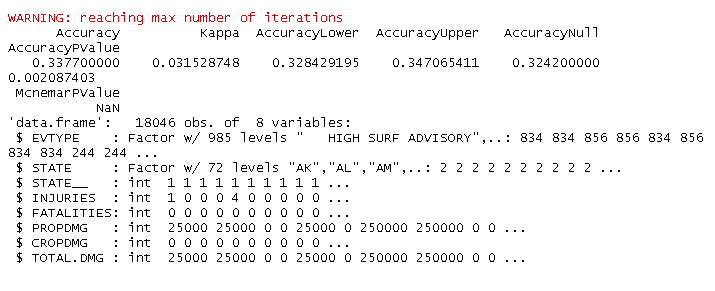 WARNING: reaching max number of iterations
Accuracy Kappa AccuracyLower AccuracyUpper AccuracyNull
AccuracyPValue
0.337700000 0.031528748 0.328429195 0.347065411 0.324200000
0.002087403
McnemarPValue
NaN
'data.frame': 18046 obs. of 8 variables:
$ EVTYPE : Factor w/ 985 levels " HIGH SURF ADVISORY",..: 834 834 856 856 834 856
834 834 244 244 ...
$ STATE : Factor w/ 72 levels "AK","AL","AM",..: 2 2 2 2 2 2 2 2 2 2 ...
$ STATE__ : int 1 1 1 1 1 1 1 1 1 1 ...
$ INJURIES : int 1 0 0 0 4 0 0 0 0 0 ...
$ FATALITIES: int 0 0 0 0 0 0 0 0 0 0 ...
$ PROPDMG : int 25000 25000 0 0 25000 0 250000 250000 0 0 ...
$ CROPDMG : int 0 0 0 0 0 0 0 0 0 0 ...
$ TOTAL.DMG : int 25000 25000 0 0 25000 0 250000 250000 0 0 ...